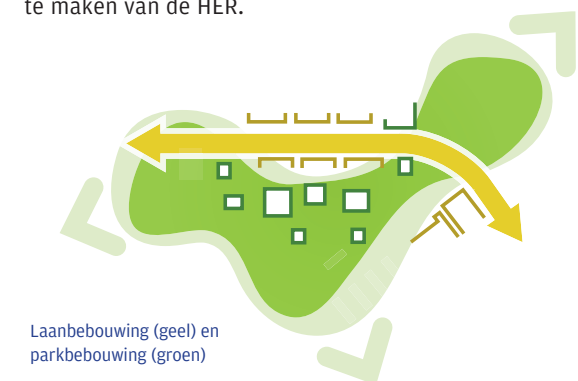 te maken van de HER.
Laanbebouwing (geel) en
parkbebouwing (groen)